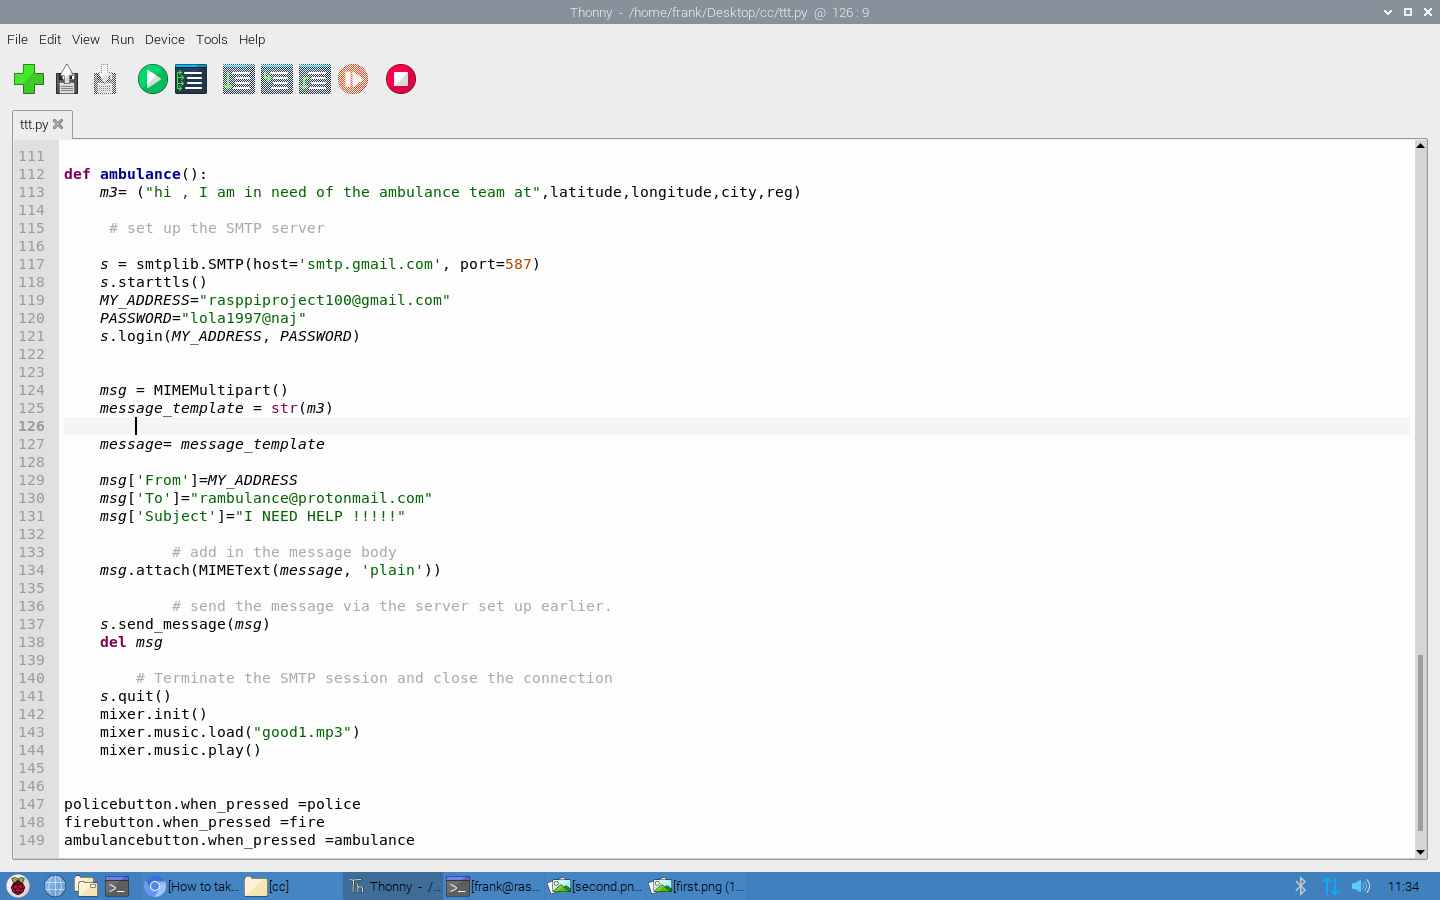 Thonny - /home/frank/Desktop/cc/ttt.py @ 126 : 9
File Edit View Run Device Tools Help
ttt.py
111
112 def ambulance():
113 m3= ("hi , I am in need of the ambulance team at",latitude,longitude,city,reg)
114
115 # set up the SMTP server
116
117 s = smtplib.SMTP(host='smtp.gmail.com', port=587)
118 s.starttls()
119 MY_ADDRESS="rasppiproject100@gmail.com"
120 PASSWORD="lola1997@naj"
121 s.login(MY_ADDRESS, PASSWORD)
122
123
124 msg = MIMEMultipart()
125 message_template = str(m3)
126
127 message= message_template
128
129 msg['From']=MY_ADDRESS
130 msg['To']="rambulance@protonmail.com"
131 msg['Subject']="I NEED HELP !!!!!"
132
133 # add in the message body
134 msg.attach(MIMEText(message, 'plain'))
135
136 # send the message via the server set up earlier.
137 s.send_message(msg)
138 del msg
139
140 # Terminate the SMTP session and close the connection
141 s.quit()
142 mixer.init()
143 mixer.music.load("good1.mp3")
144 mixer.music.play()
145
146
147 policebutton.when_pressed =police
148 firebutton.when_pressed =fire
149 ambulancebutton.when_pressed =ambulance
[How to tak... [cc] Thonny - /... [frank@ras... [second.pn... [first.png (1... 11:34